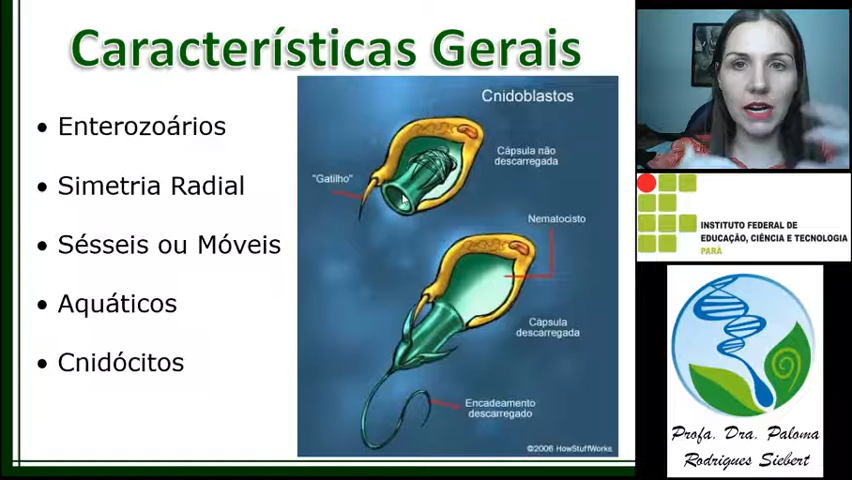 Características Gerais
• Enterozoários
• Simetria Radial
• Sésseis ou Móveis
• Aquáticos
• Cnidócitos
Cnidoblastos
Cápsula não
descarregada
"Gatilho"
Nematocisto
Cápsula
descarregada
Encadeamento
descarregado
©2006 HowStuffWorks
INSTITUTO FEDERAL DE
EDUCAÇÃO, CIÊNCIA E TECNOLOGIA
PARÁ
Profa. Dra. Paloma
Rodrigues Siebert